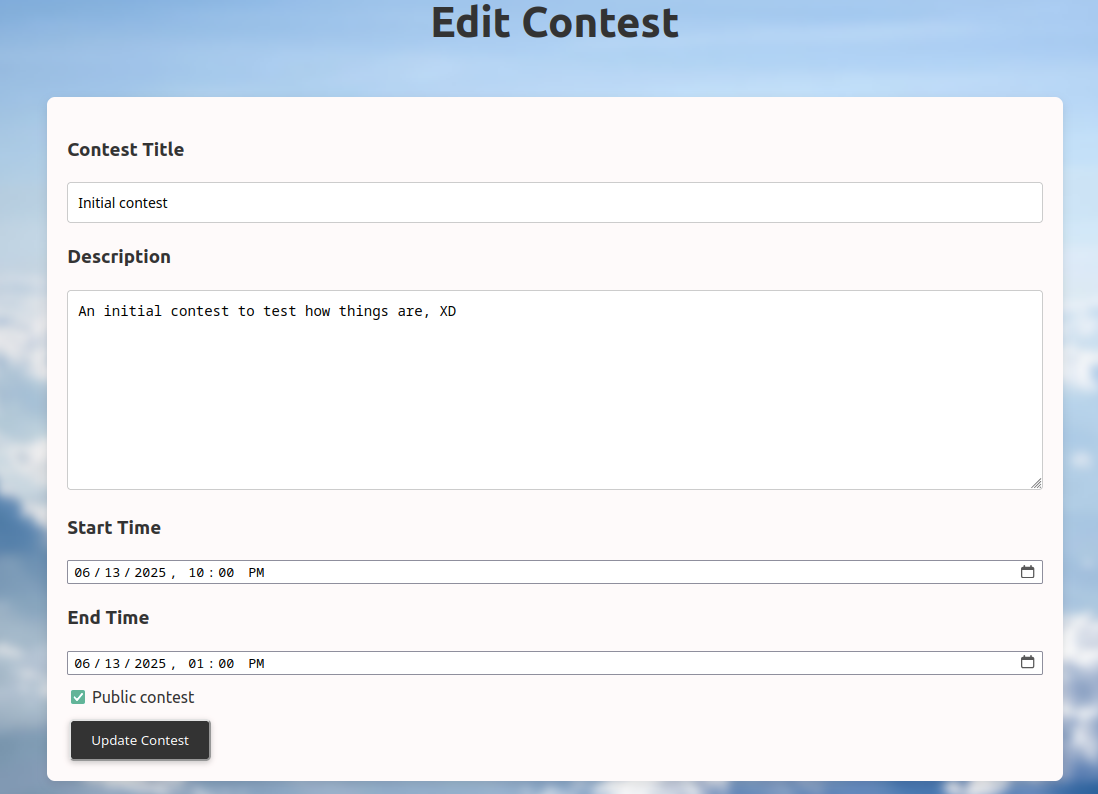 Edit Contest
Contest Title
Initial contest
Description
An initial contest to test how things are, XD
Start Time
06/13/2025, 10:00 PM
End Time
06/13/2025, 01:00 PM
Public contest
Update Contest